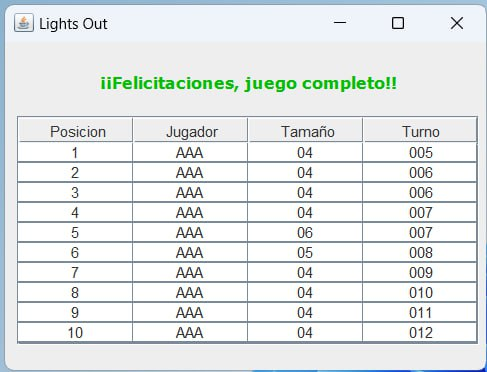 Lights Out
¡¡Felicitaciones, juego completo!!
Posicion Jugador Tamaño Turno
1 AAA 04 005
2 AAA 04 006
3 AAA 04 006
4 AAA 04 007
5 AAA 06 007
6 AAA 05 008
7 AAA 04 009
8 AAA 04 010
9 AAA 04 011
10 AAA 04 012